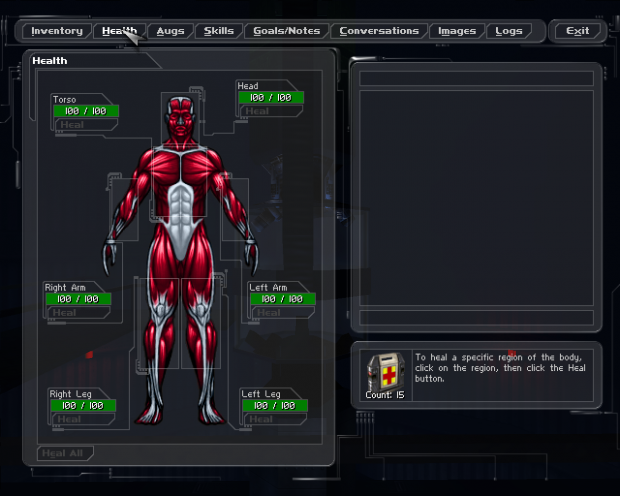 Inventory Health Augs Skills Goals/Notes Conversations Images Logs Exit
Health
Head
100 / 100
Heal
Torso
100 / 100
Heal
Right Arm
100 / 100
Heal
Left Arm
100 / 100
Heal
Right Leg
100 / 100
Heal
Left Leg
100 / 100
Heal
Heal All
To heal a specific region of the body,
click on the region, then click the Heal
button.
Count: 15